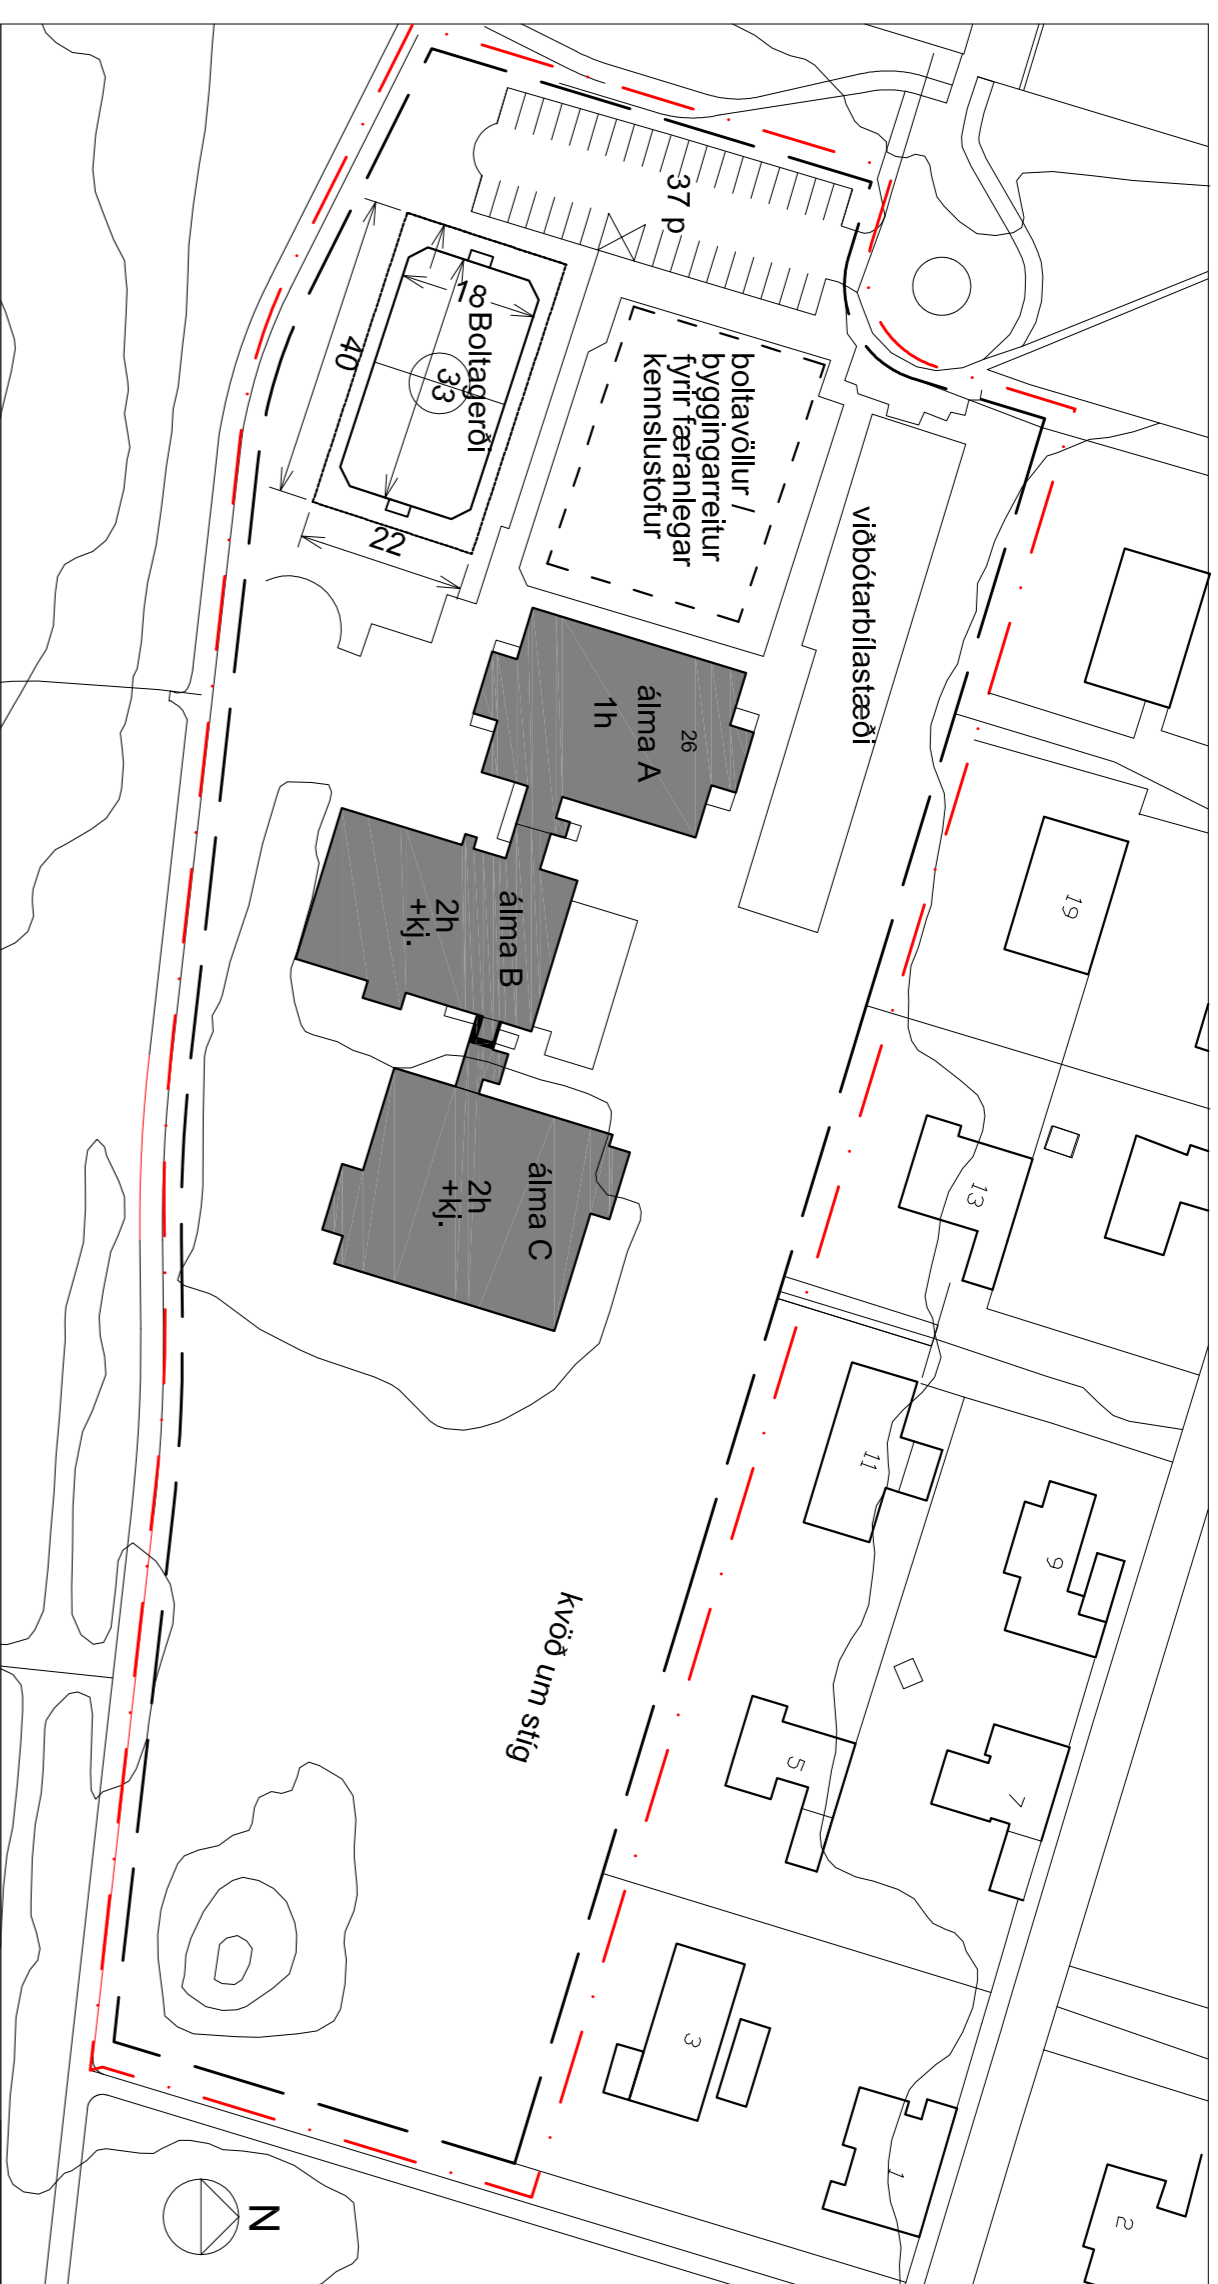 37 p
18
Boltagerði
33
40
22
boltavöllur /
byggingarreitur
fyrir færanlegar
kennslustofur
viðbótarbílastæði
26
álma A
1h
álma B
2h
+kj.
álma C
2h
+kj.
kvöð um stíg
19
13
11
9
5
7
3
1
2
N